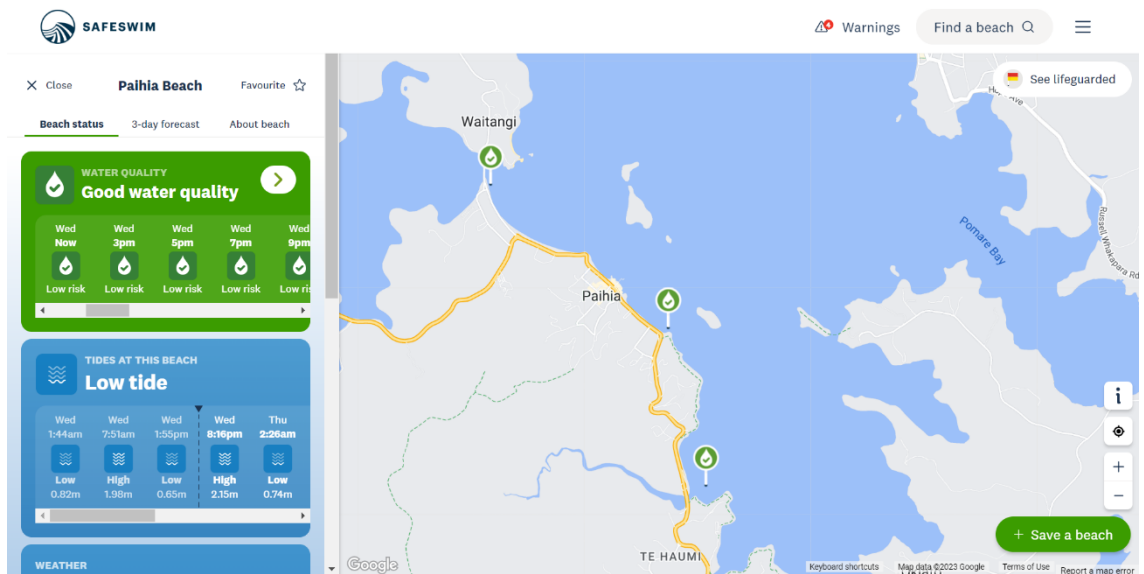 SAFESWIM
Warnings
Find a beach
Close
Paihia Beach
Favourite
Beach status
3-day forecast
About beach
WATER QUALITY
Good water quality
Wed Wed Wed Wed Wed
Now 3pm 5pm 7pm 9pm
Low risk Low risk Low risk Low risk Low ris
TIDES AT THIS BEACH
Low tide
Wed Wed Wed Wed Thu
1:44am 7:51am 1:55pm 8:16pm 2:26am
Low High Low High Low
0.82m 1.98m 0.65m 2.15m 0.74m
WEATHER
See lifeguarded
Waitangi
Paihia
TE HAUMI
Pomare Bay
Russell Whakapara Rd
Google
i
+
−
+ Save a beach
Keyboard shortcuts
Map data ©2023 Google
Terms of Use
Report a map error